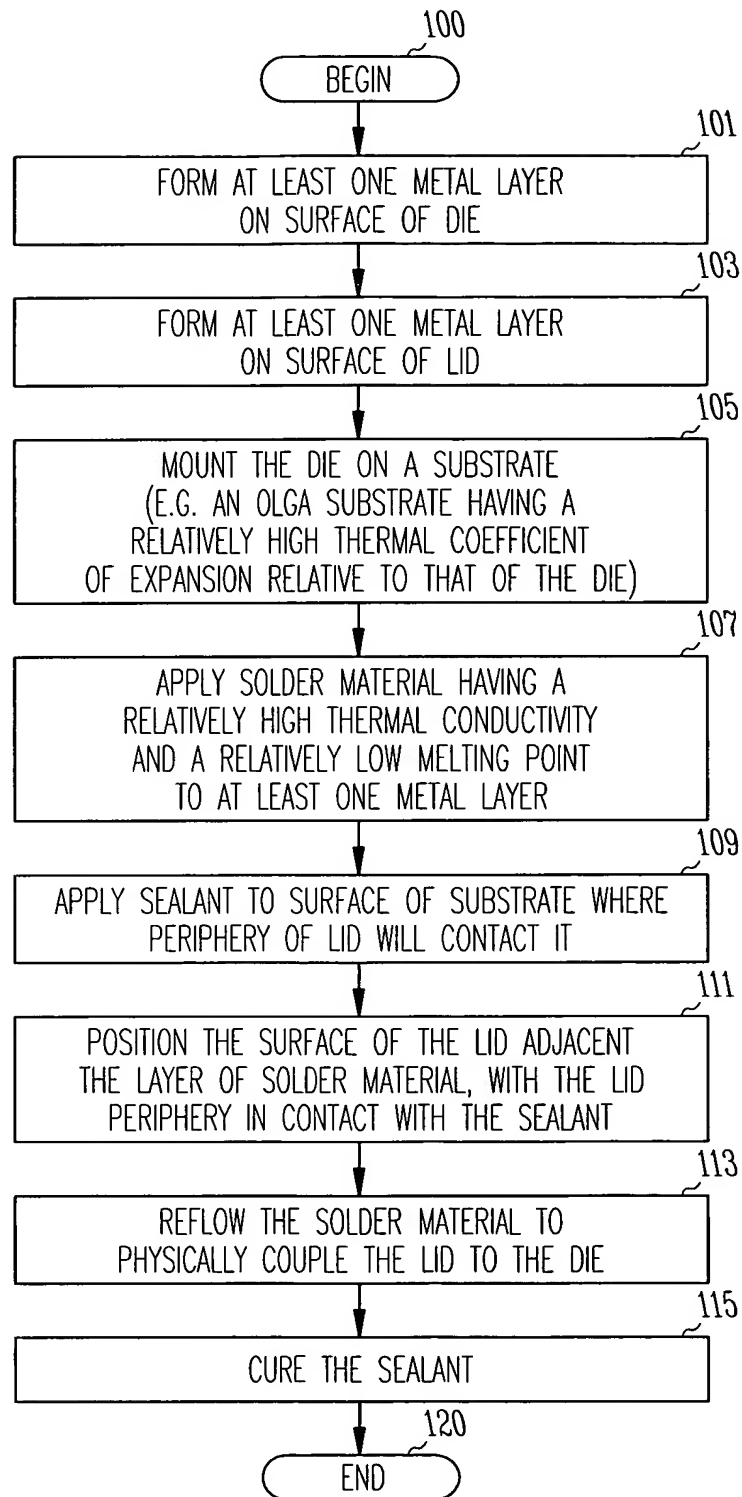 100
BEGIN
101
FORM AT LEAST ONE METAL LAYER
ON SURFACE OF DIE
103
FORM AT LEAST ONE METAL LAYER
ON SURFACE OF LID
105
MOUNT THE DIE ON A SUBSTRATE
(E.G. AN OLGA SUBSTRATE HAVING A
RELATIVELY HIGH THERMAL COEFFICIENT
OF EXPANSION RELATIVE TO THAT OF THE DIE)
107
APPLY SOLDER MATERIAL HAVING A
RELATIVELY HIGH THERMAL CONDUCTIVITY
AND A RELATIVELY LOW MELTING POINT
TO AT LEAST ONE METAL LAYER
109
APPLY SEALANT TO SURFACE OF SUBSTRATE WHERE
PERIPHERY OF LID WILL CONTACT IT
111
POSITION THE SURFACE OF THE LID ADJACENT
THE LAYER OF SOLDER MATERIAL, WITH THE LID
PERIPHERY IN CONTACT WITH THE SEALANT
113
REFLOW THE SOLDER MATERIAL TO
PHYSICALLY COUPLE THE LID TO THE DIE
115
CURE THE SEALANT
120
END